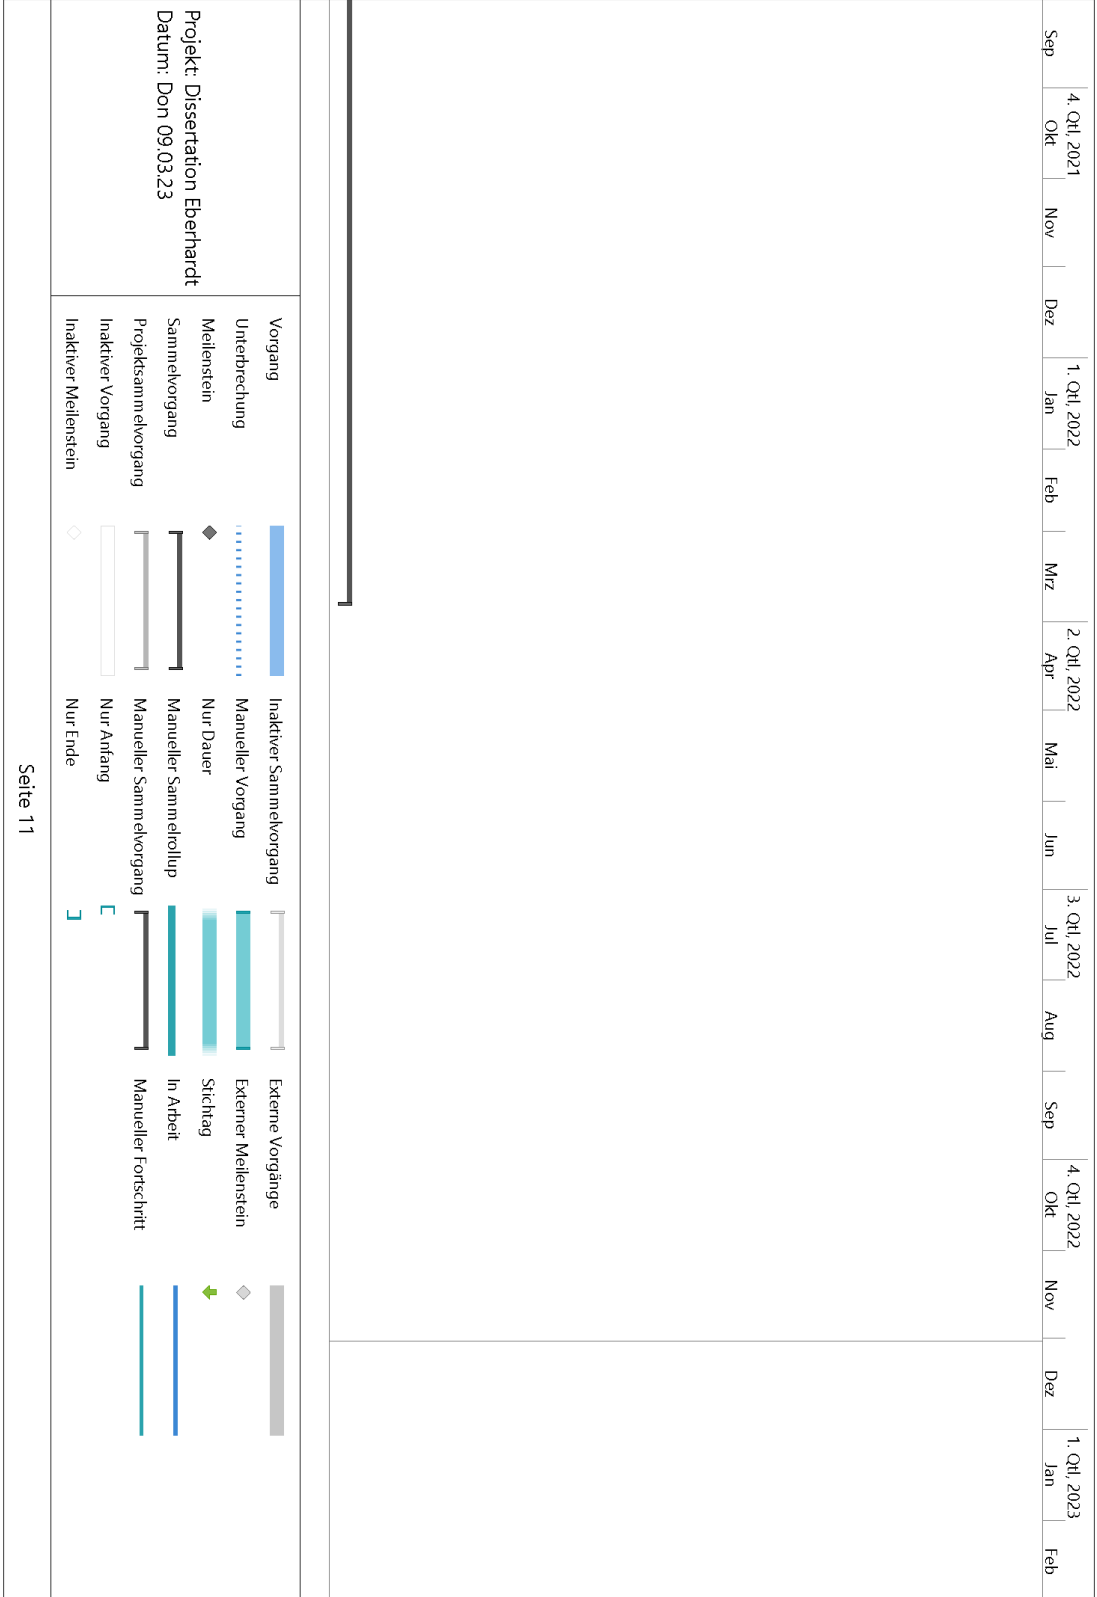 4. Qtl, 2021
1. Qtl, 2022
2. Qtl, 2022
3. Qtl, 2022
4. Qtl, 2022
1. Qtl, 2023
Sep
Okt
Nov
Dez
Jan
Feb
Mrz
Apr
Mai
Jun
Jul
Aug
Sep
Okt
Nov
Dez
Jan
Feb
Projekt: Dissertation Eberhardt
Datum: Don 09.03.23
Vorgang
Unterbrechung
Meilenstein
Sammelvorgang
Projektsammelvorgang
Inaktiver Vorgang
Inaktiver Meilenstein
Inaktiver Sammelvorgang
Manueller Vorgang
Nur Dauer
Manueller Sammelrollup
Manueller Sammelvorgang
Nur Anfang
Nur Ende
Externe Vorgänge
Externer Meilenstein
Stichtag
In Arbeit
Manueller Fortschritt
Seite 11